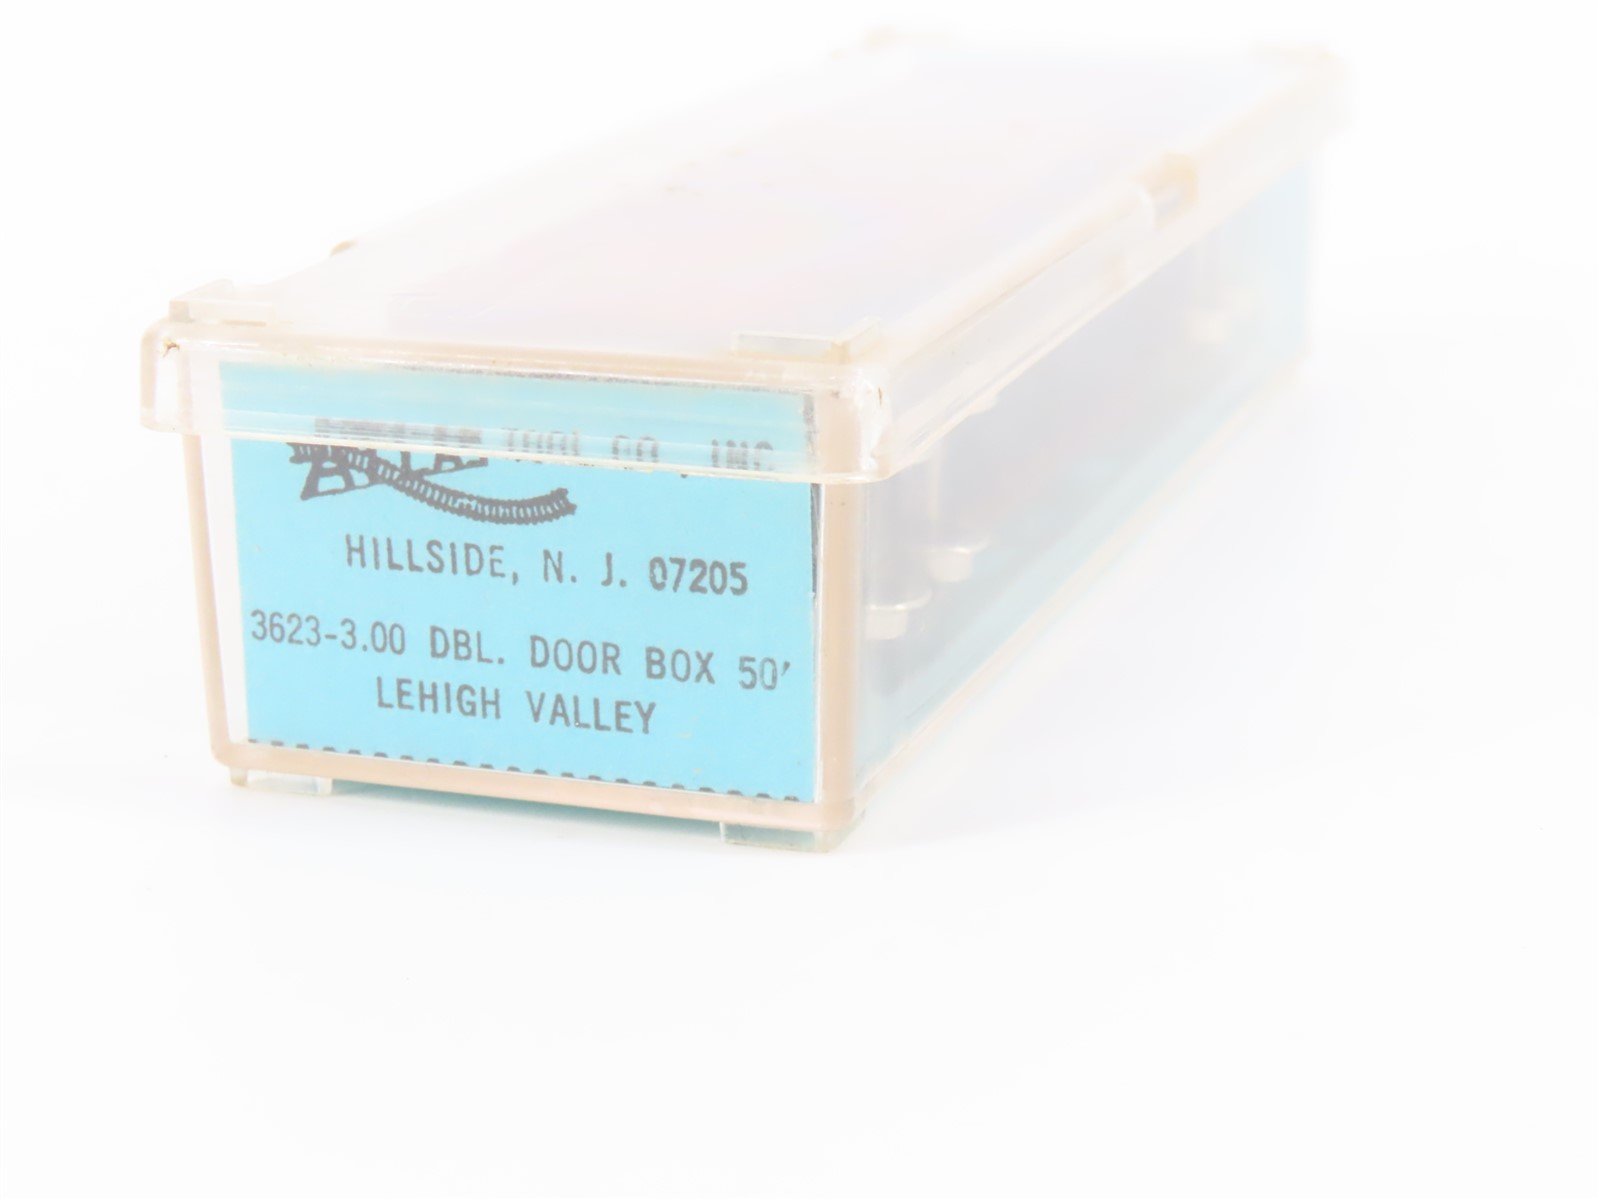 TOOL CO., INC.
HILLSIDE, N. J. 07205
3623-3.00 DBL. DOOR BOX 50'
LEHIGH VALLEY